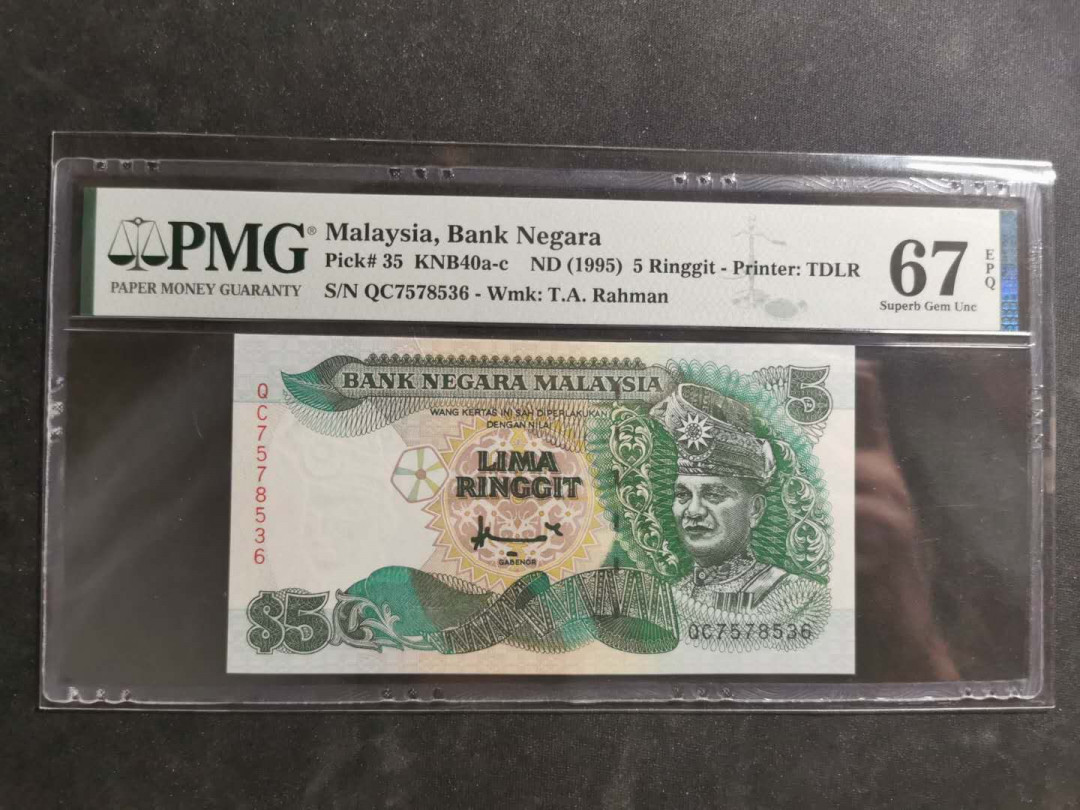 PMG®
PAPER MONEY GUARANTY
Malaysia, Bank Negara
Pick# 35 KNB40a-c ND (1995) 5 Ringgit - Printer: TDLR
S/N QC7578536 - Wmk: T.A. Rahman
67 EPQ
Superb Gem Unc
BANK NEGARA MALAYSIA
5
WANG KERTAS INI SAH DIPERLAKUKAN
DENGAN NILAI
LIMA
RINGGIT
GABENOR
QC7578536
$5
QC7578536